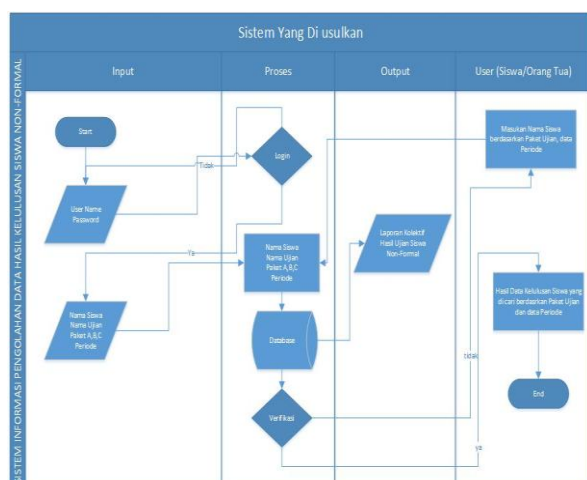 Sistem Yang Di usulkan
SISTEM INFORMASI PENGOLAHAN DATA HASIL KELULUSAN SISWA NON-FORMAL
Input
Proses
Output
User (Siswa/Orang Tua)
Start
Login
Masukan Nama Siswa
berdasarkan Paket Ujian, data
Periode
Tidak
User Name
Password
Ya
Nama Siswa
Nama Ujian
Paket A,B,C
Periode
Laporan Kolektif
Hasil Ujian Siswa
Non-Formal
Nama Siswa
Nama Ujian
Paket A,B,C
Periode
Hasil Data Kelulusan Siswa yang
di cari berdasarkan Paket Ujian
dan data Periode
Database
tidak
End
Verifikasi
ya